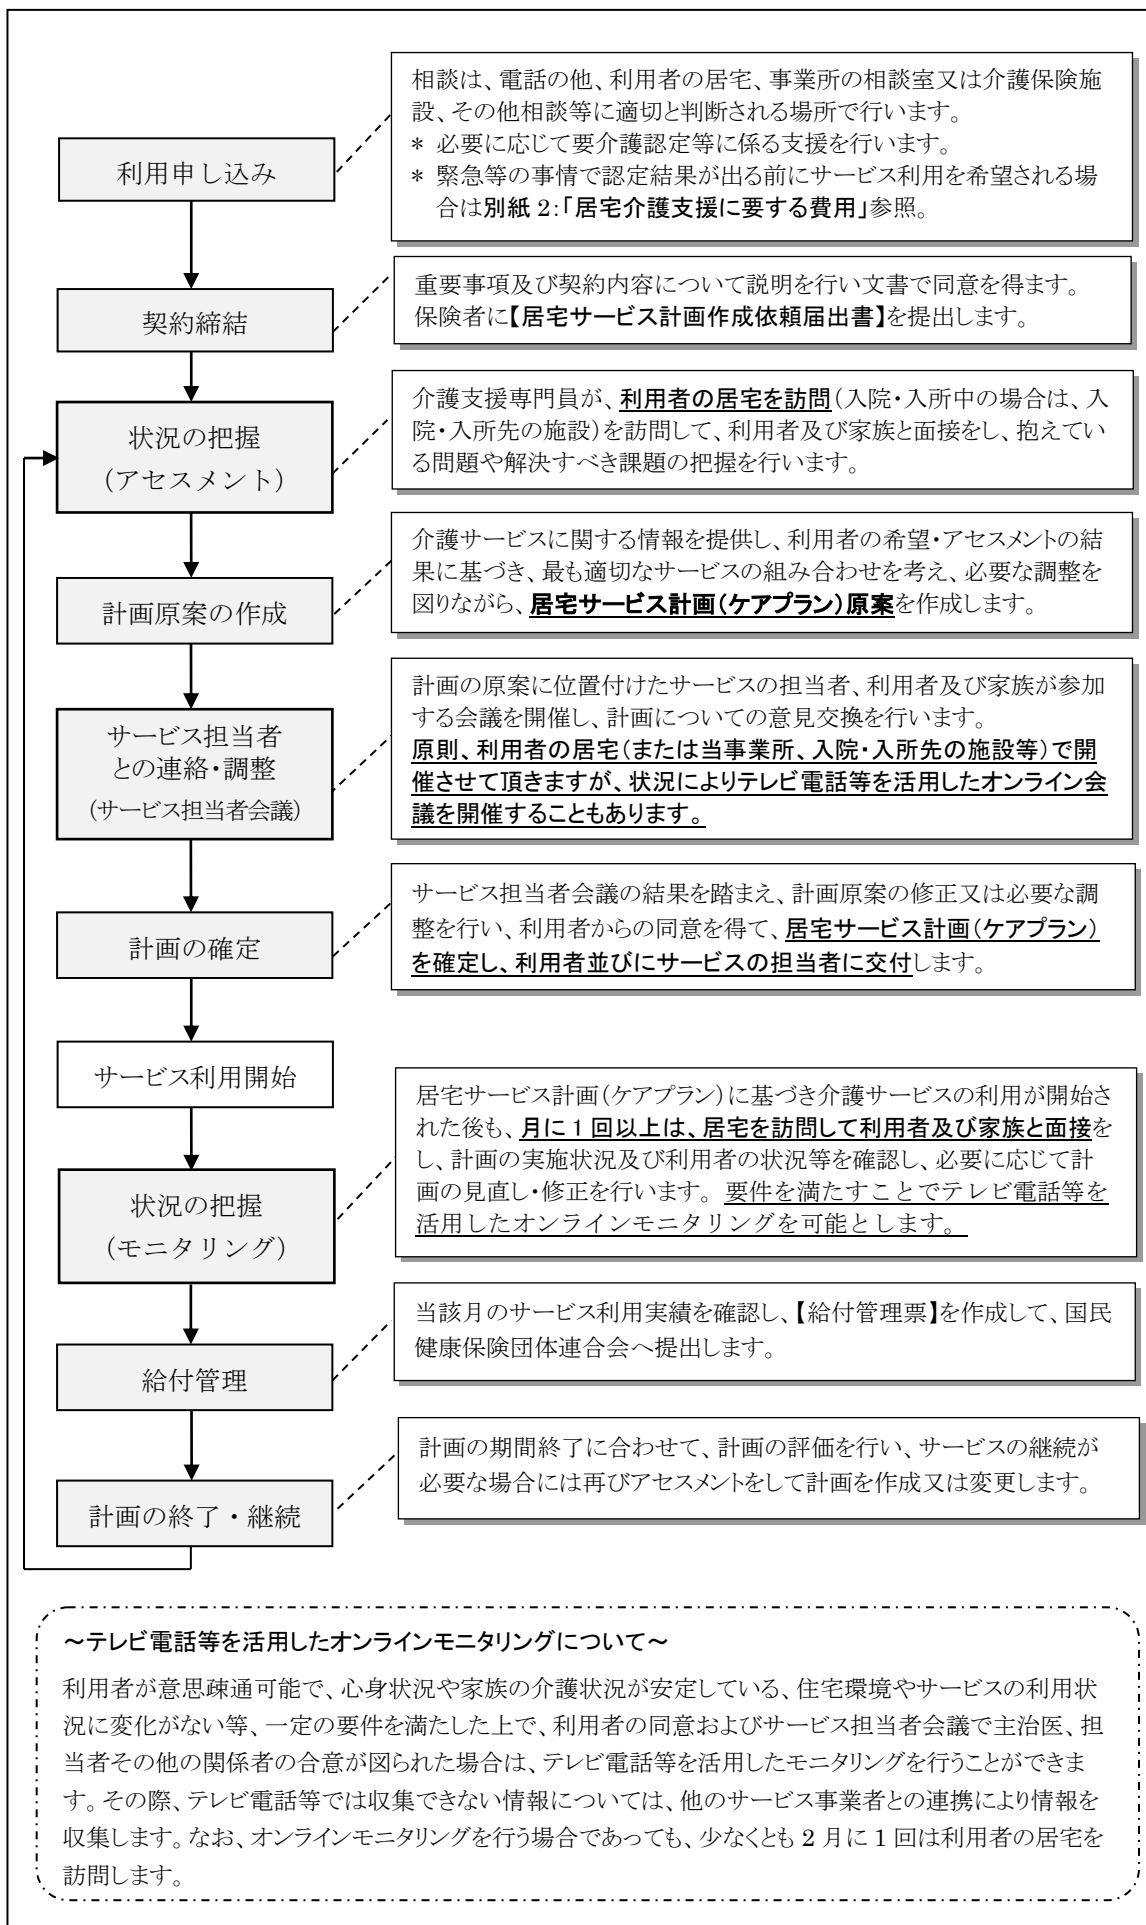 利用申し込み
相談は、電話の他、利用者の居宅、事業所の相談室又は介護保険施
設、その他相談等に適切と判断される場所で行います。
* 必要に応じて要介護認定等に係る支援を行います。
* 緊急等の事情で認定結果が出る前にサービス利用を希望される場
合は別紙 2:「居宅介護支援に要する費用」参照。
契約締結
重要事項及び契約内容について説明を行い文書で同意を得ます。
保険者に【居宅サービス計画作成依頼届出書】を提出します。
状況の把握
(アセスメント)
介護支援専門員が、利用者の居宅を訪問(入院・入所中の場合は、入
院・入所先の施設)を訪問して、利用者及び家族と面接をし、抱えてい
る問題や解決すべき課題の把握を行います。
計画原案の作成
介護サービスに関する情報を提供し、利用者の希望・アセスメントの結
果に基づき、最も適切なサービスの組み合わせを考え、必要な調整を
図りながら、居宅サービス計画(ケアプラン)原案を作成します。
サービス担当者
との連絡・調整
(サービス担当者会議)
計画の原案に位置付けたサービスの担当者、利用者及び家族が参加
する会議を開催し、計画についての意見交換を行います。
原則、利用者の居宅(または当事業所、入院・入所先の施設等)で開
催させて頂きますが、状況によりテレビ電話等を活用したオンライン会
議を開催することもあります。
計画の確定
サービス担当者会議の結果を踏まえ、計画原案の修正又は必要な調
整を行い、利用者からの同意を得て、居宅サービス計画(ケアプラン)
を確定し、利用者並びにサービスの担当者に交付します。
サービス利用開始
状況の把握
(モニタリング)
居宅サービス計画(ケアプラン)に基づき介護サービスの利用が開始さ
れた後も、月に 1 回以上は、居宅を訪問して利用者及び家族と面接を
し、計画の実施状況及び利用者の状況等を確認し、必要に応じて計
画の見直し・修正を行います。要件を満たすことでテレビ電話等を
活用したオンラインモニタリングを可能とします。
給付管理
当該月のサービス利用実績を確認し、【給付管理票】を作成して、国民
健康保険団体連合会へ提出します。
計画の終了・継続
計画の期間終了に合わせて、計画の評価を行い、サービスの継続が
必要な場合には再びアセスメントをして計画を作成又は変更します。
~テレビ電話等を活用したオンラインモニタリングについて~
利用者が意思疎通可能で、心身状況や家族の介護状況が安定している、住宅環境やサービスの利用状
況に変化がない等、一定の要件を満たした上で、利用者の同意およびサービス担当者会議で主治医、担
当者その他の関係者の合意が図られた場合は、テレビ電話等を活用したモニタリングを行うことができま
す。その際、テレビ電話等では収集できない情報については、他のサービス事業者との連携により情報を
収集します。なお、オンラインモニタリングを行う場合であっても、少なくとも 2 月に 1 回は利用者の居宅を
訪問します。